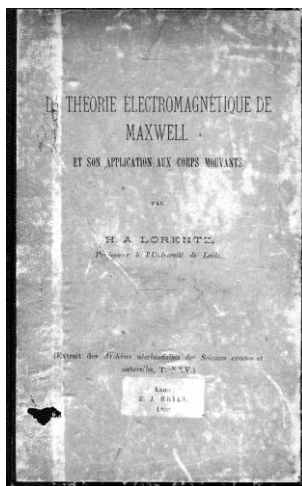 LA THÉORIE ÉLECTROMAGNÉTIQUE DE
MAXWELL
ET SON APPLICATION AUX CORPS MOUVANTS
PAR
H. A. LORENTZ,
Professeur à l'Université de Leide.
(Extrait des Archives néerlandaises des Sciences exactes et
naturelles, T. XXV.)
E. J. BRILL